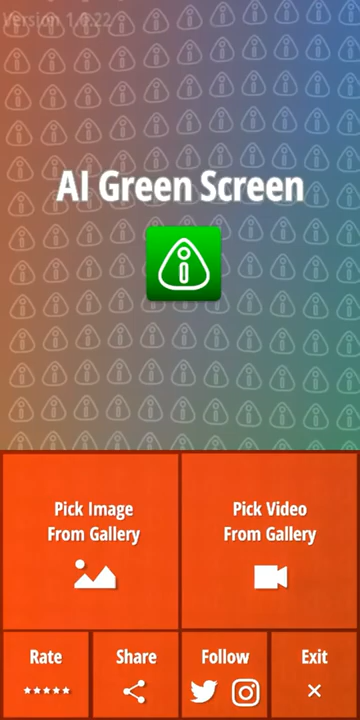 Version 1.0.22
AI Green Screen
Pick Image
From Gallery
Pick Video
From Gallery
Rate
Share
Follow
Exit